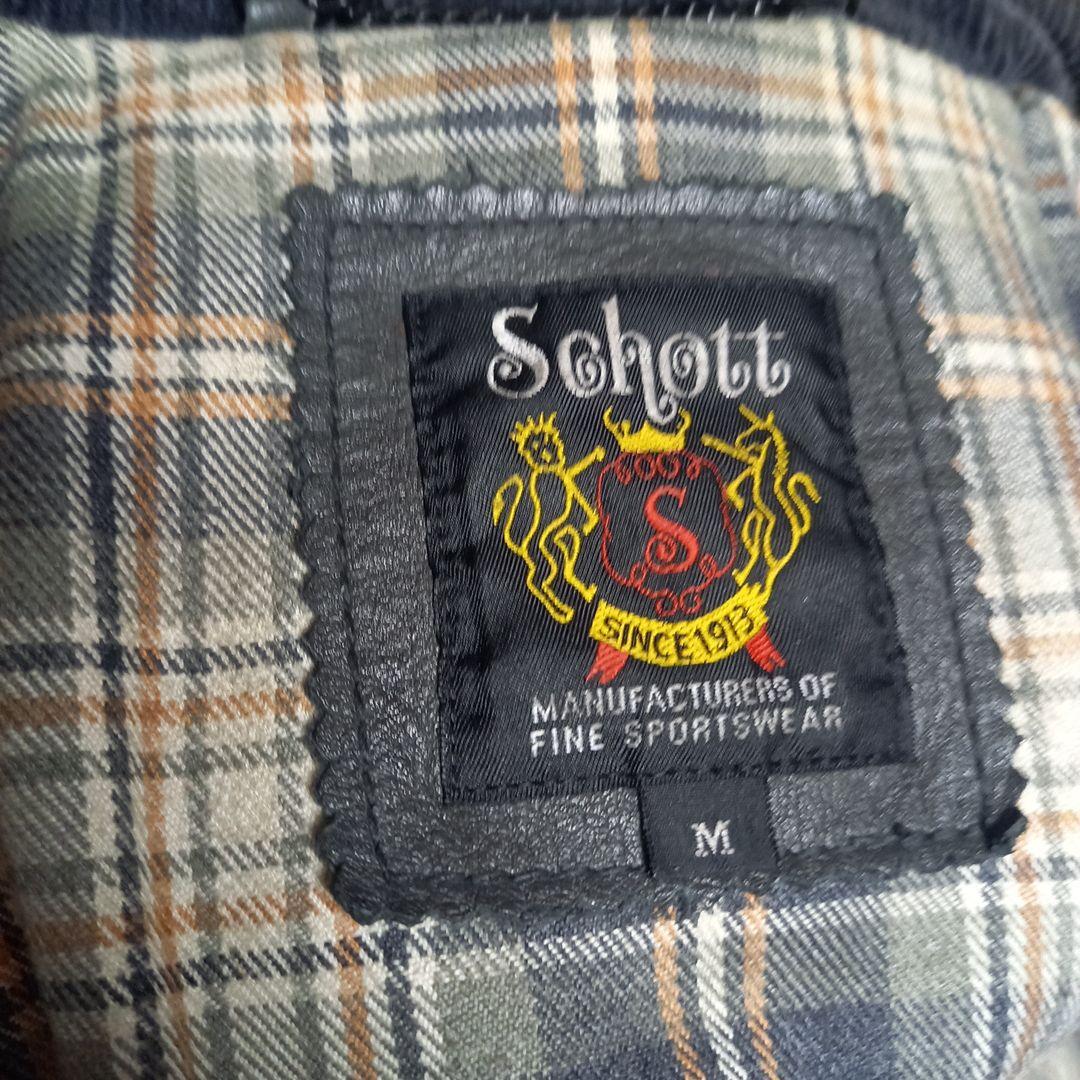 Schott
S
SINCE 1913
MANUFACTURERS OF
FINE SPORTSWEAR
M